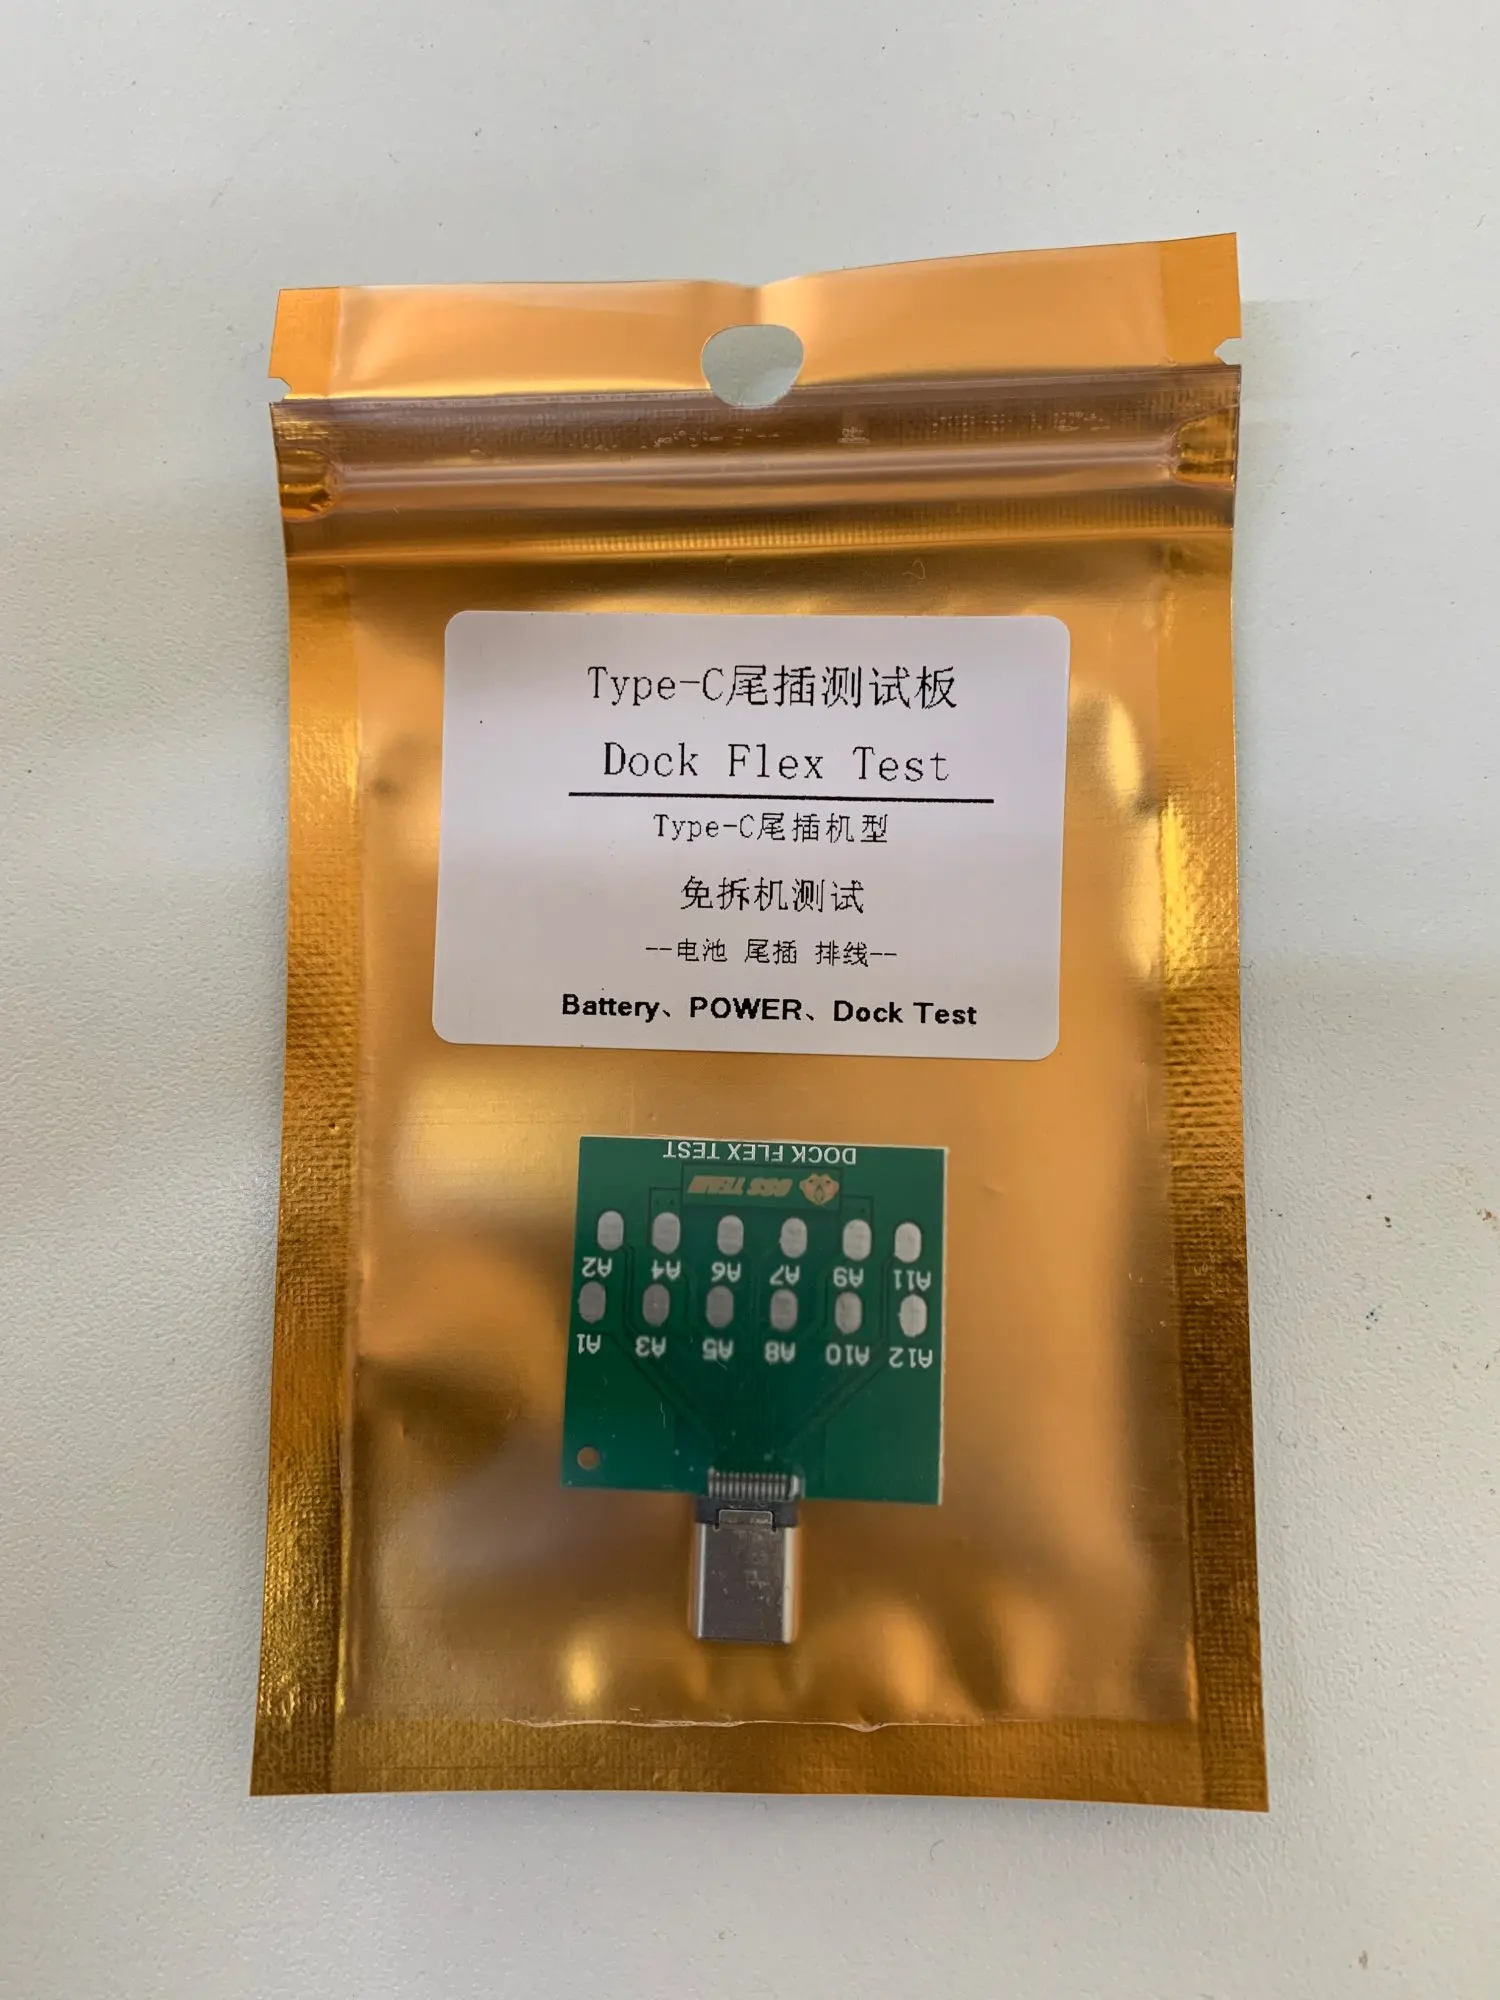 Type-C尾插测试板
Dock Flex Test
Type-C尾插机型
免拆机测试
--电池 尾插 排线--
Battery、POWER、Dock Test
DOCK FLEX TEST
BSS TEAM
A2 A4 A6 A7 A9 A11
A1 A3 A5 A8 A10 A12